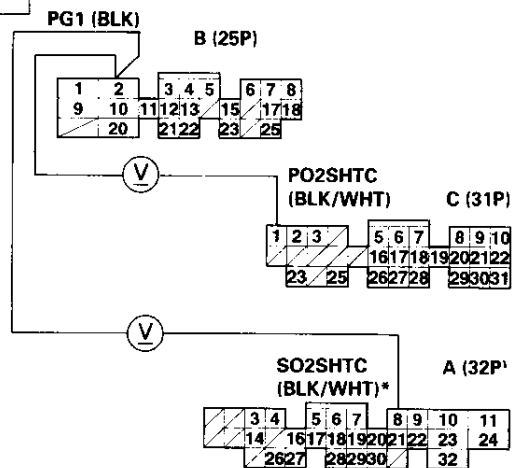 PG1 (BLK)
B (25P)
1 2 3 4 5 6 7 8
9 10 11 12 13 15 17 18
20 21 22 23 25
V
PO2SHTC
(BLK/WHT)
C (31P)
1 2 3 5 6 7 8 9 10
16 17 18 19 20 21 22
23 25 26 27 28 29 30 31
V
SO2SHTC
(BLK/WHT)*
A (32P)
3 4 5 6 7 8 9 10 11
14 16 17 18 19 20 21 22 23 24
26 27 28 29 30 32